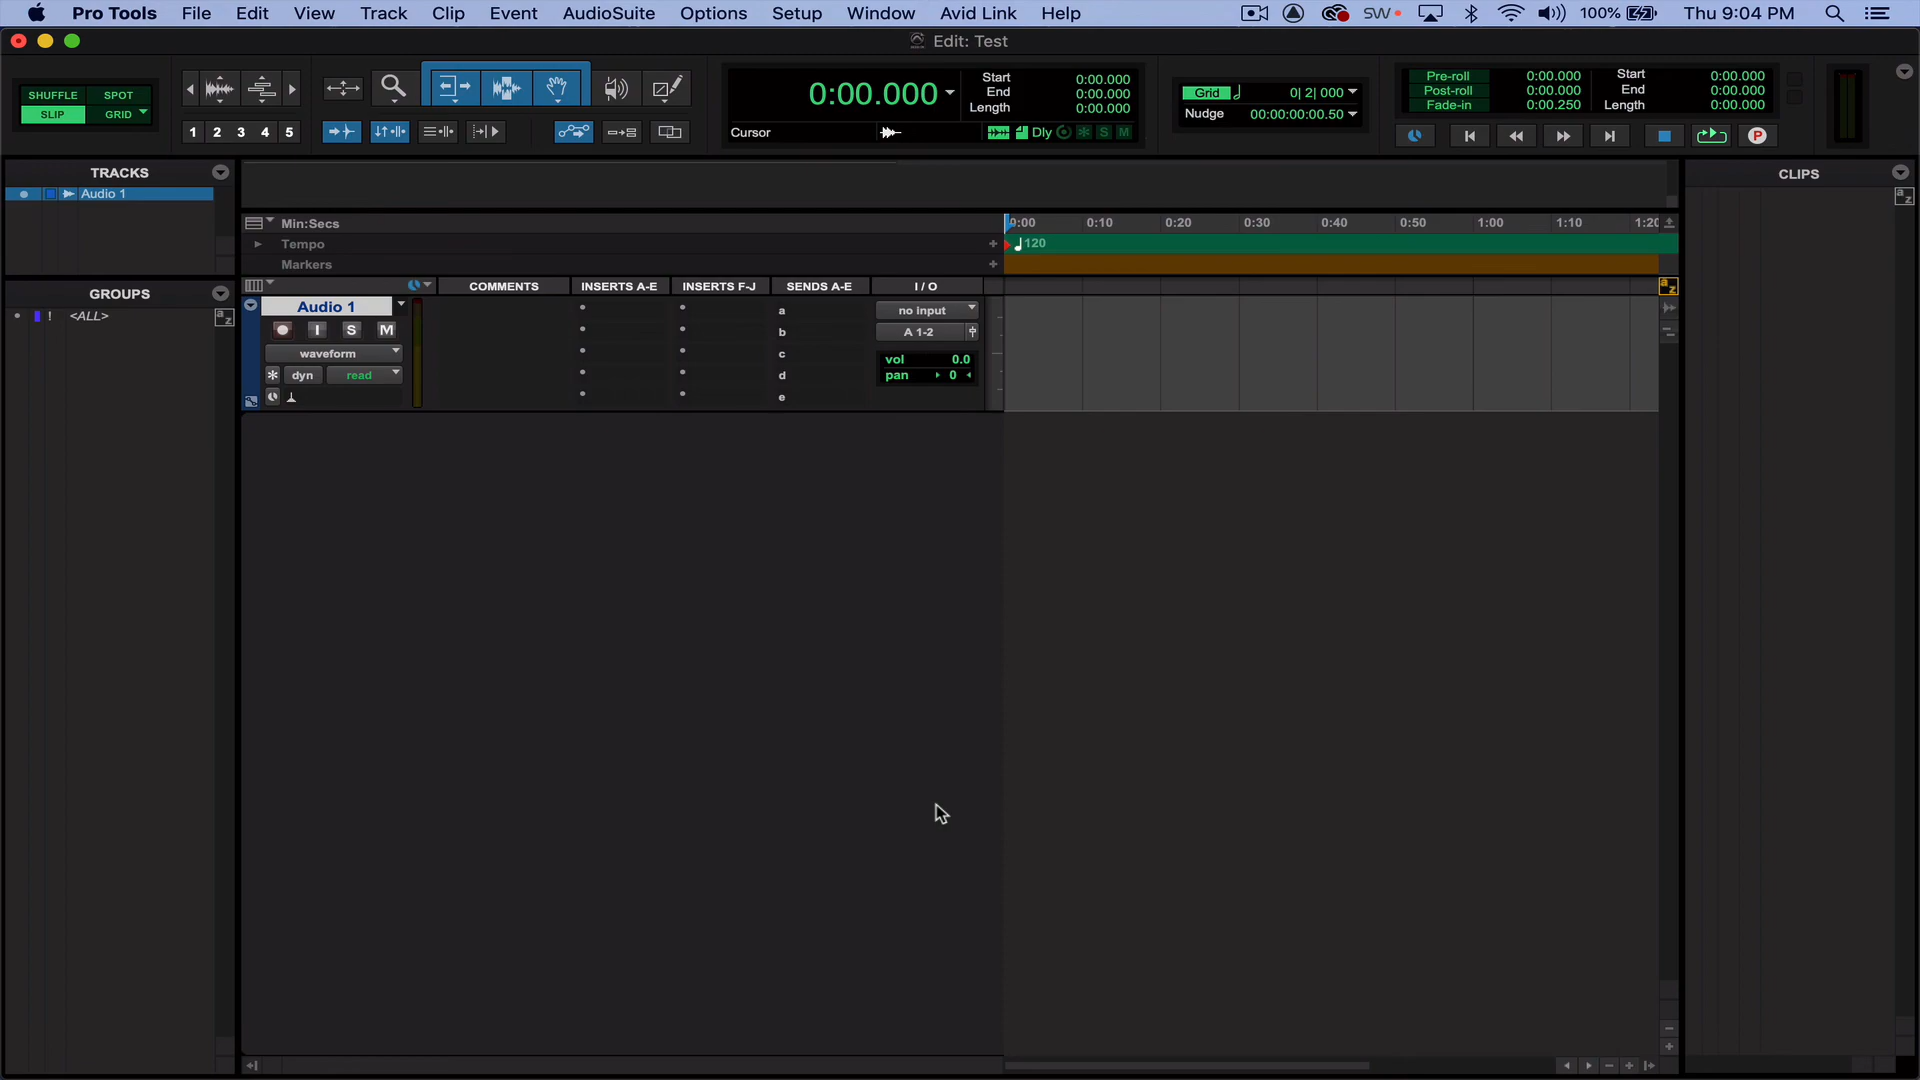 Pro Tools File Edit View Track Clip Event AudioSuite Options Setup Window Avid Link Help SW 100% Thu 9:04 PM
Edit: Test
SHUFFLE SPOT
SLIP GRID
1 2 3 4 5
0:00.000
Start 0:00.000
End 0:00.000
Length 0:00.000
Cursor Dly S M
Grid 0| 2| 000
Nudge 00:00:00:00.50
Pre-roll 0:00.000
Post-roll 0:00.000
Fade-in 0:00.250
Start 0:00.000
End 0:00.000
Length 0:00.000
P
TRACKS
Audio 1
GROUPS
! <ALL>
a z
Min:Secs 0:00 0:10 0:20 0:30 0:40 0:50 1:00 1:10 1:20
Tempo 120
Markers
COMMENTS INSERTS A-E INSERTS F-J SENDS A-E I / O
Audio 1
I S M
waveform
dyn read
a
b
c
d
e
no input
A 1-2
vol 0.0
pan 0
a z
CLIPS
a z